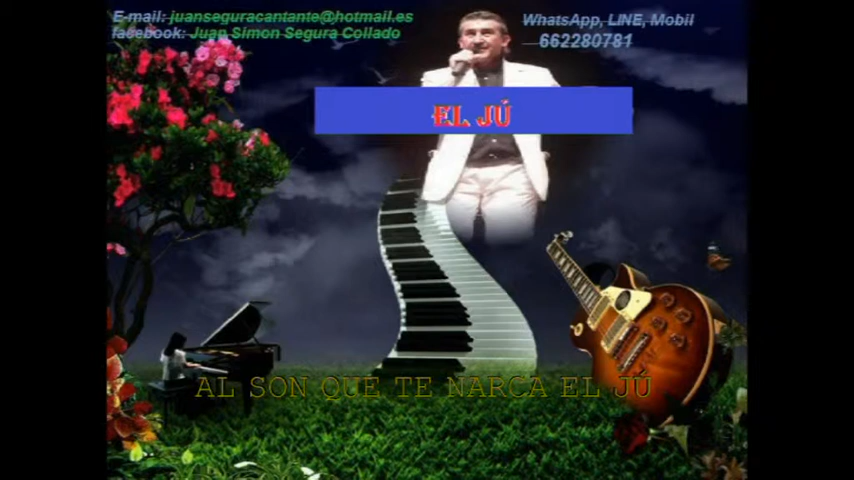 E-mail: juanseguracantante@hotmail.es
facebook: Juan Simon Segura Collado
WhatsApp, LINE, Mobil
662280781
EL JÚ
AL SON QUE TE NARCA EL JÚ